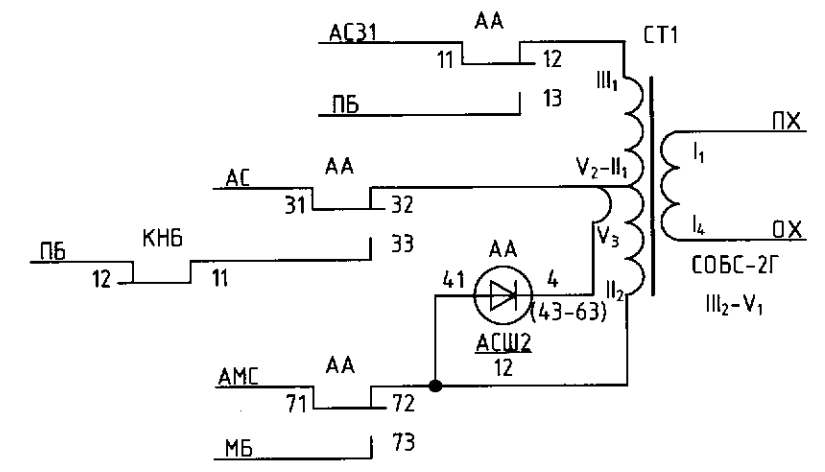 АСЗ1
АА
СТ1
11
12
III₁
ПБ
13
ПХ
V₂-II₁
I₁
АС
АА
31
32
V₃
I₄
ОХ
КНБ
33
ПБ
12
11
АА
СОБС-2Г
41
4
II₂
III₂-V₁
(43-63)
АСШ2
12
АМС
АА
71
72
МБ
73